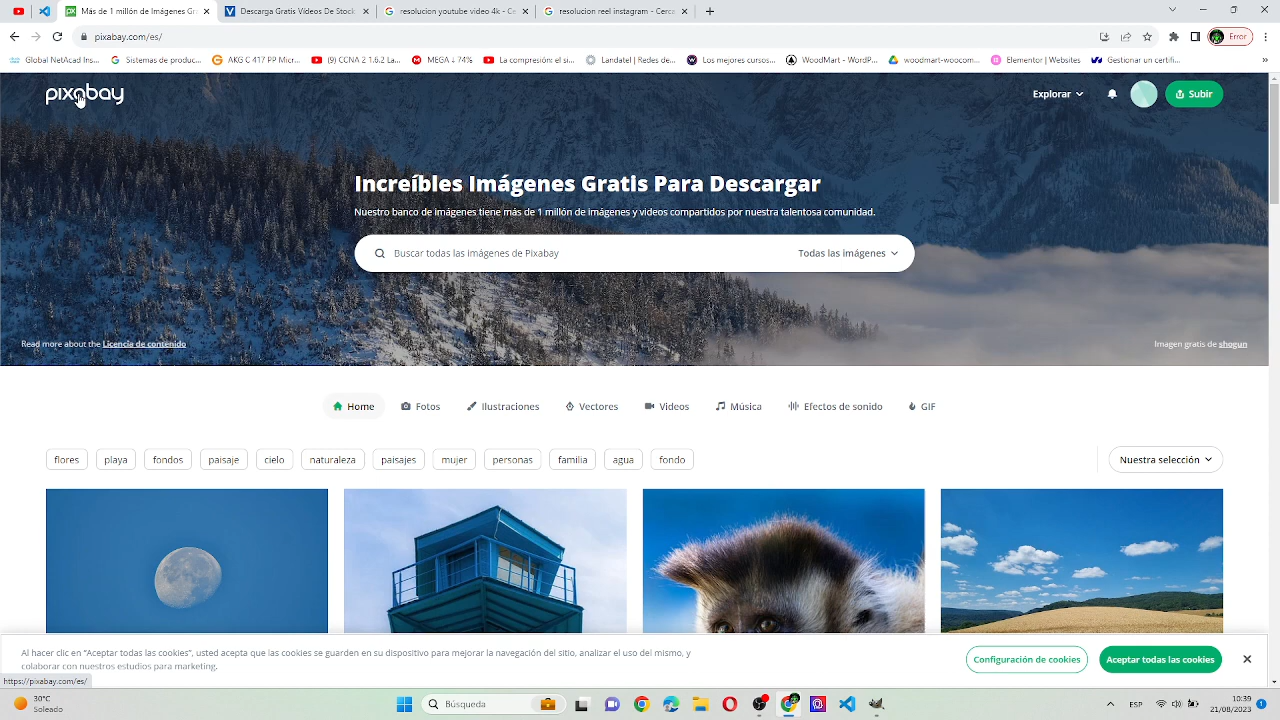 Más de 1 millón de Imágenes Gr
Descarga Gratis Vídeos De Stock
resolucion youtube video 4k - Ce
resolucion reel instagram - Cerca
pixabay.com/es/
Error
Global NetAcad Ins...
Sistemas de proye...
AKG C 417 PP Micr...
(9) CCNA 2 1.6.2 La...
MEGA ↓ 74%
La compresión el si...
Landatel | Redes de...
Los mejores cursos...
WoodMart - WordP...
woodmart-woocom...
Elementor | Websites
Gestionar un certifi...
»
pixabay
Explorar
Subir
Increíbles Imágenes Gratis Para Descargar
Nuestro banco de imágenes tiene más de 1 millón de imágenes y videos compartidos por nuestra talentosa comunidad.
Buscar todas las imágenes de Pixabay
Todas las imágenes
Read more about the Licencia de contenido
Imagen gratis de shogun
Home
Fotos
Ilustraciones
Vectores
Videos
Música
Efectos de sonido
GIF
flores
playa
fondos
paisaje
cielo
naturaleza
paisajes
mujer
personas
familia
agua
fondo
Nuestra selección
Al hacer clic en “Aceptar todas las cookies”, usted acepta que las cookies se guarden en su dispositivo para mejorar la navegación del sitio, analizar el uso del mismo, y
colaborar con nuestros estudios para marketing.
Configuración de cookies
Aceptar todas las cookies
https://pixabay.com/es/
30°C
Soleado
Búsqueda
ESP
10:39
21/08/2023
1